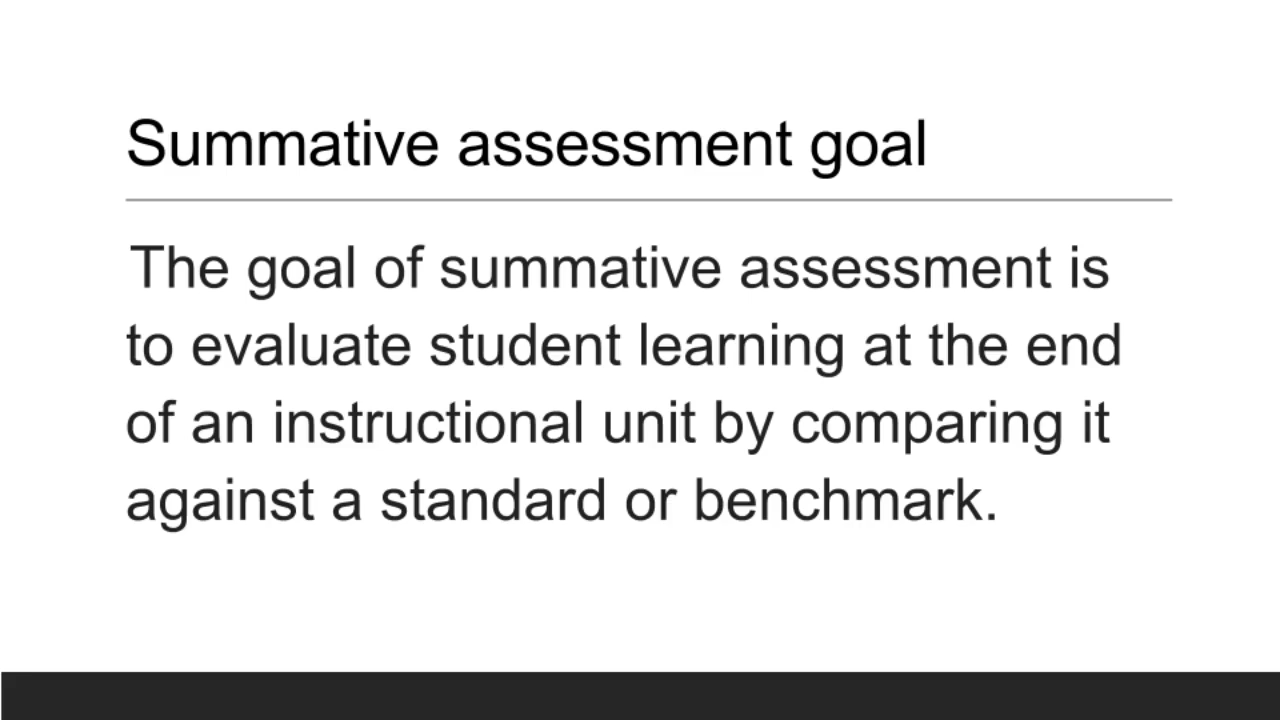 Summative assessment goal
The goal of summative assessment is
to evaluate student learning at the end
of an instructional unit by comparing it
against a standard or benchmark.